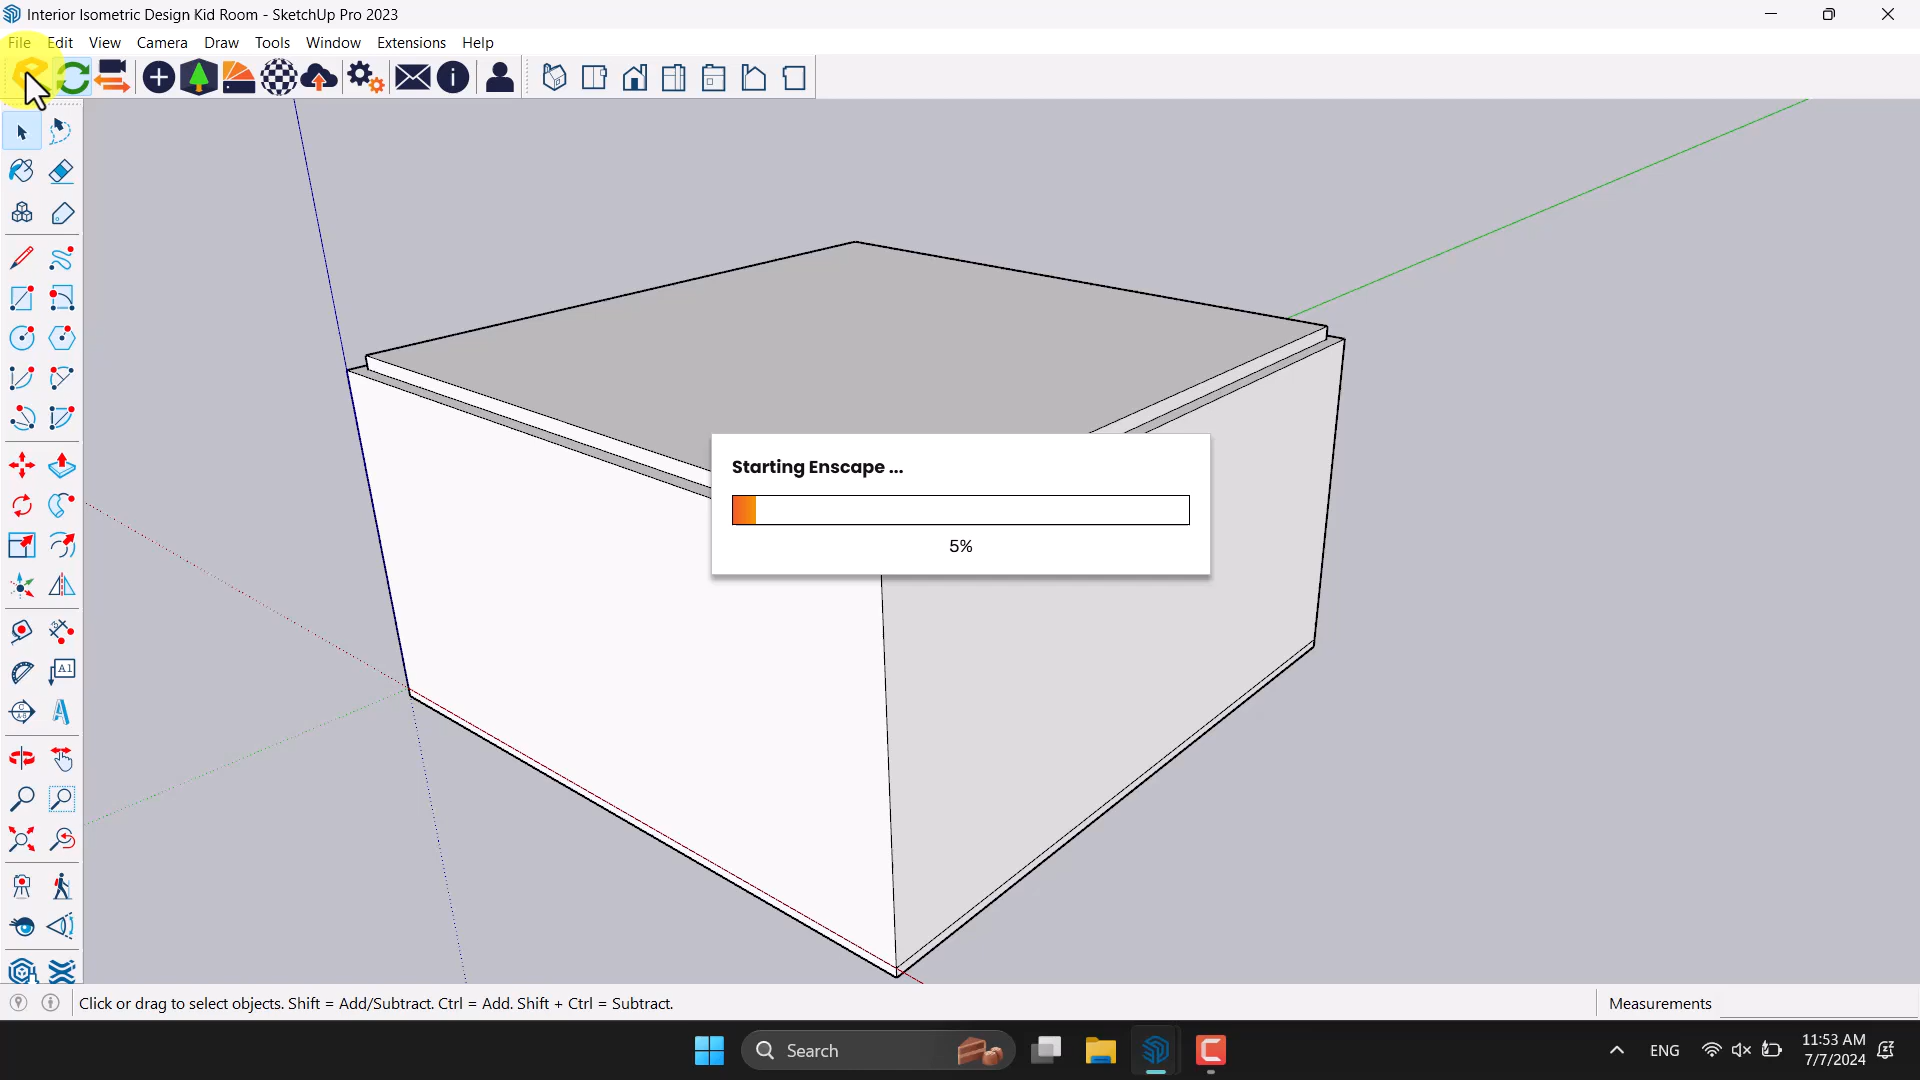 Interior Isometric Design Kid Room - SketchUp Pro 2023
File Edit View Camera Draw Tools Window Extensions Help
Starting Enscape ...
5%
Click or drag to select objects. Shift = Add/Subtract. Ctrl = Add. Shift + Ctrl = Subtract.
Measurements
Search
ENG
11:53 AM
7/7/2024